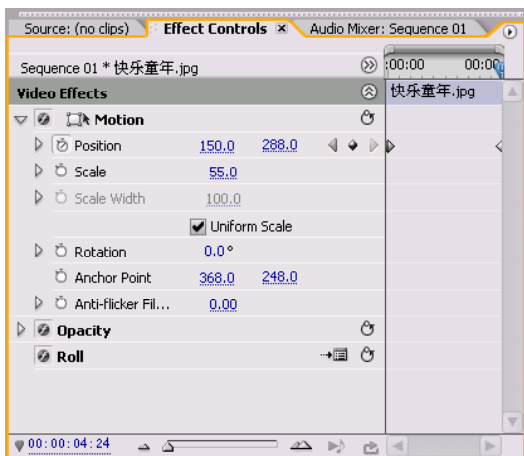 Source: (no clips) Effect Controls Audio Mixer: Sequence 01
Sequence 01 * 快乐童年.jpg :00:00 00:00
Video Effects 快乐童年.jpg
Motion
Position 150.0 288.0
Scale 55.0
Scale Width 100.0
Uniform Scale
Rotation 0.0°
Anchor Point 368.0 248.0
Anti-flicker Fil... 0.00
Opacity
Roll
00:00:04:24